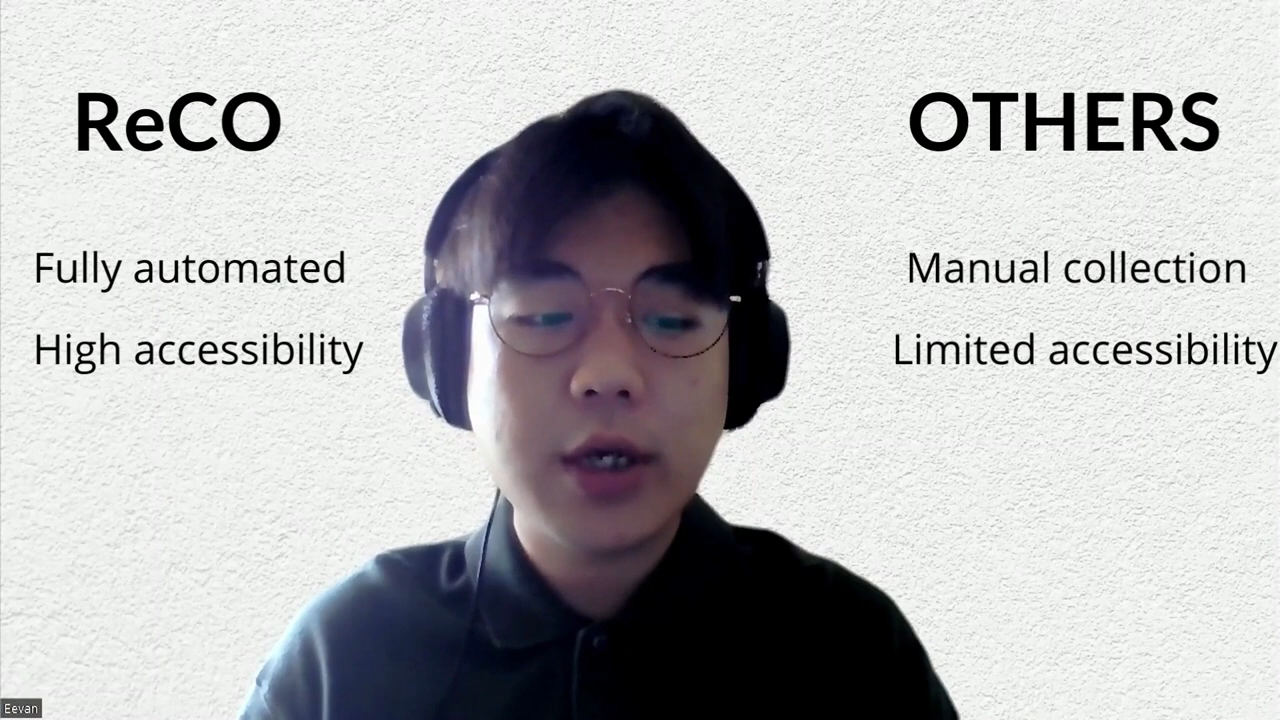 ReCO
Fully automated
High accessibility
OTHERS
Manual collection
Limited accessibility
Eevan